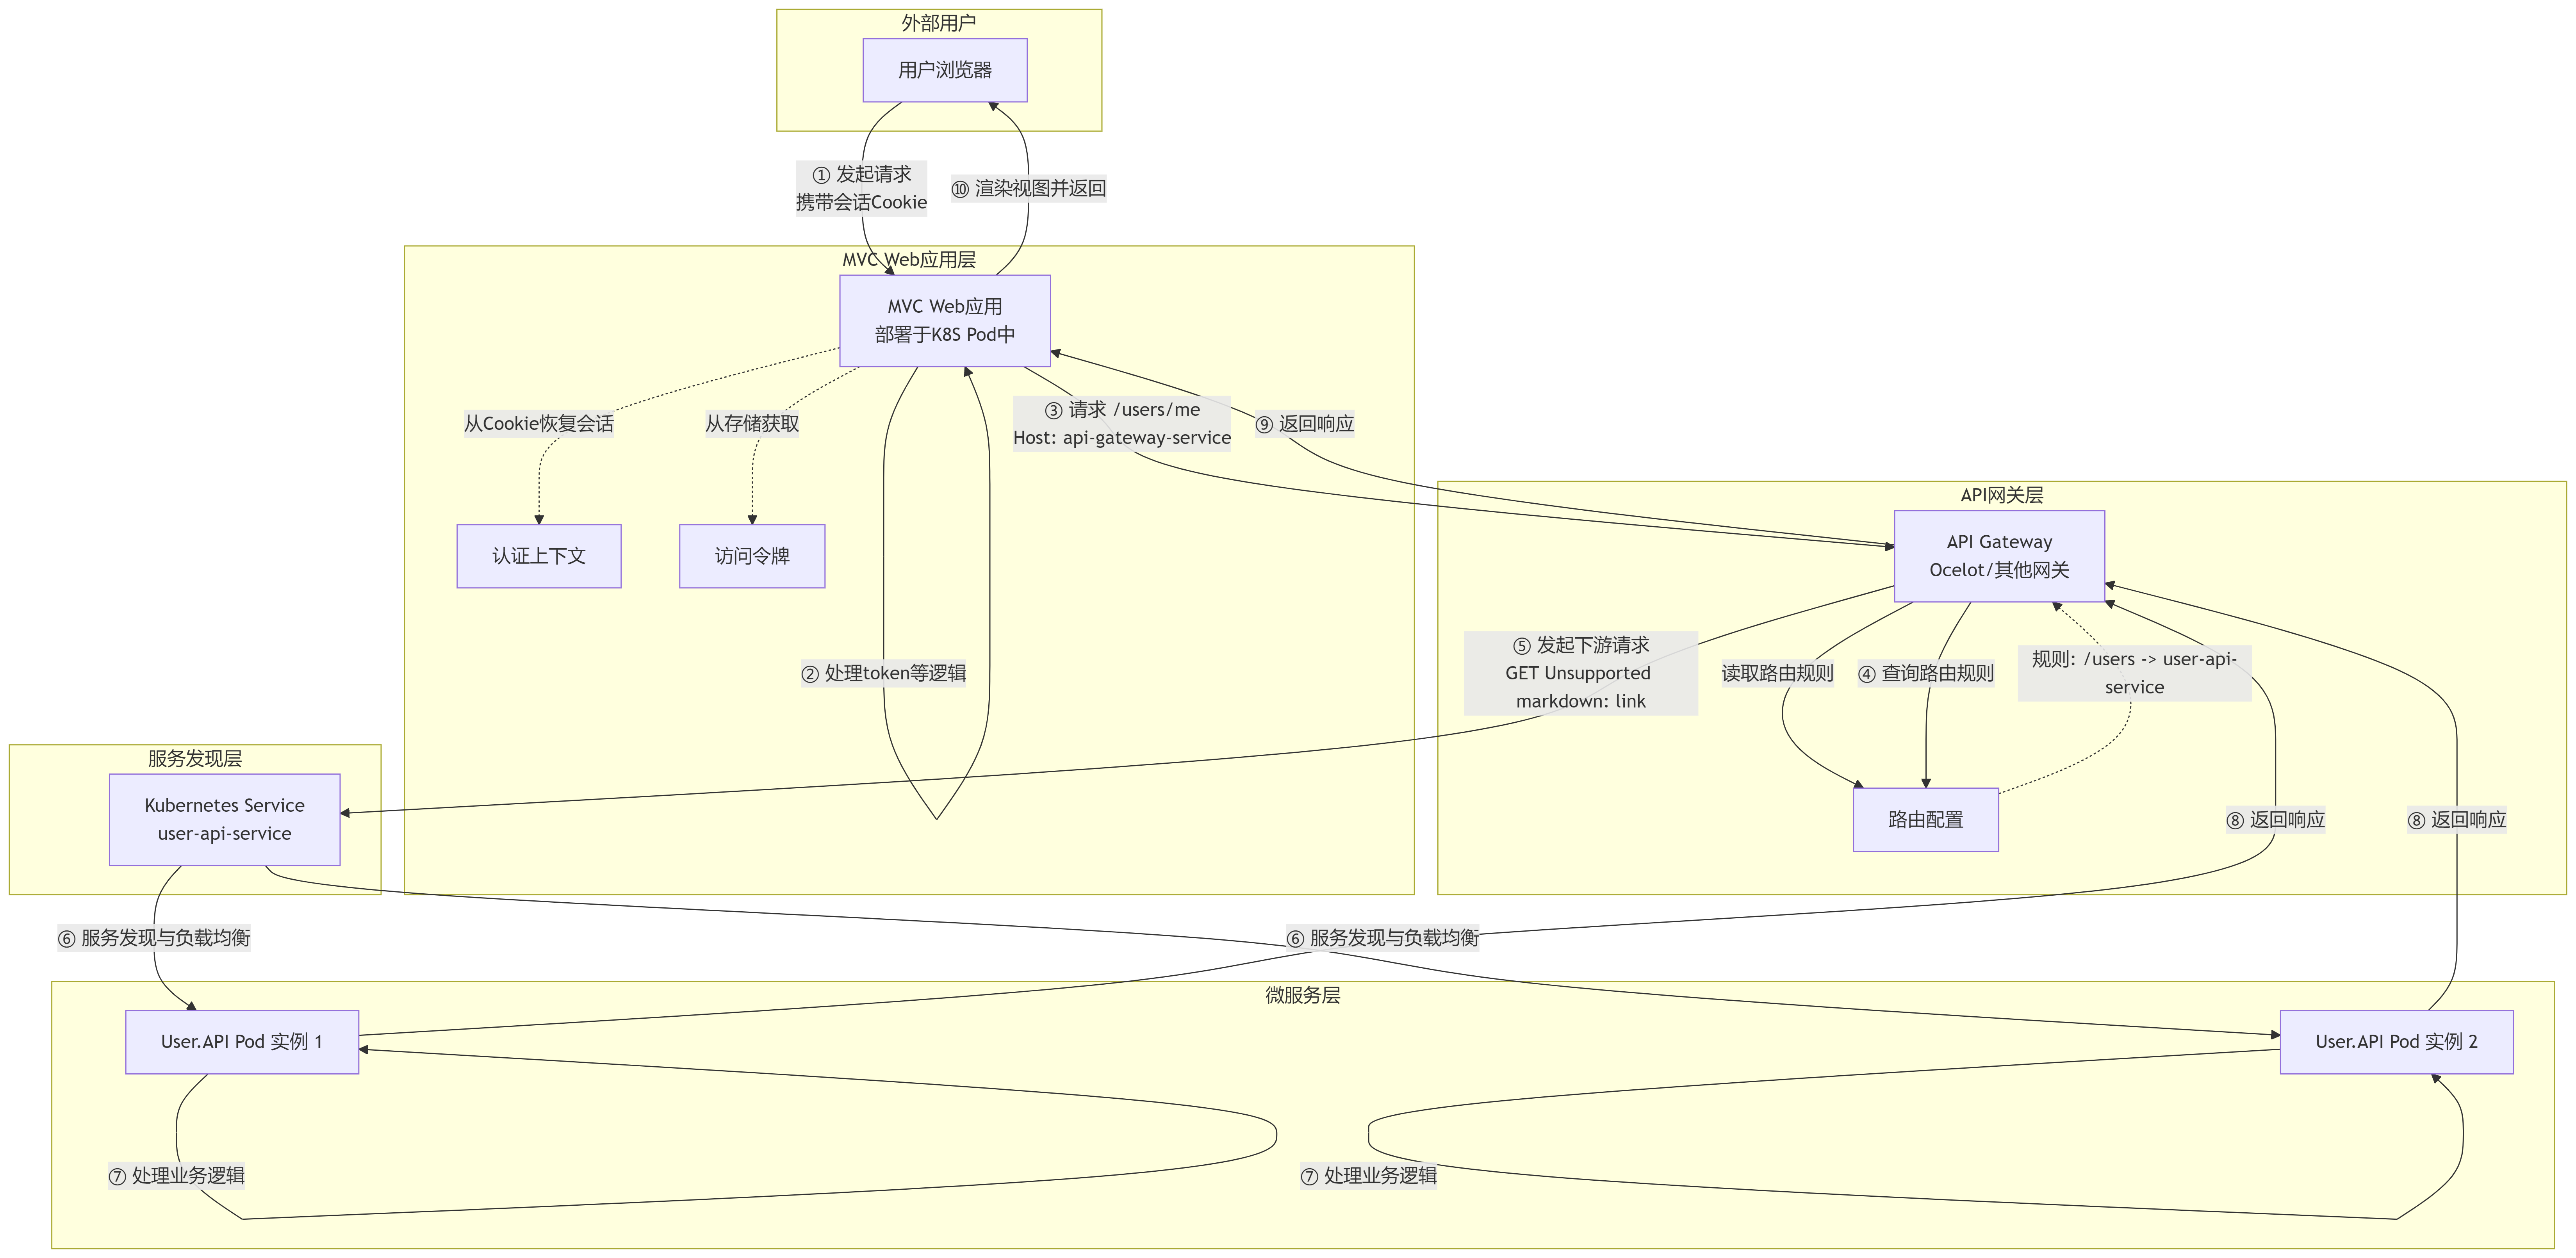 外部用户
用户浏览器
① 发起请求
携带会话Cookie
⑩ 渲染视图并返回
MVC Web应用层
MVC Web应用
部署于K8S Pod中
从Cookie恢复会话
从存储获取
③ 请求 /users/me
Host: api-gateway-service
⑨ 返回响应
认证上下文
访问令牌
② 处理token等逻辑
API网关层
API Gateway
Ocelot/其他网关
⑤ 发起下游请求
GET Unsupported
markdown: link
读取路由规则
④ 查询路由规则
规则: /users -> user-api-
service
路由配置
⑧ 返回响应
⑧ 返回响应
服务发现层
Kubernetes Service
user-api-service
⑥ 服务发现与负载均衡
⑥ 服务发现与负载均衡
微服务层
User.API Pod 实例 1
User.API Pod 实例 2
⑦ 处理业务逻辑
⑦ 处理业务逻辑